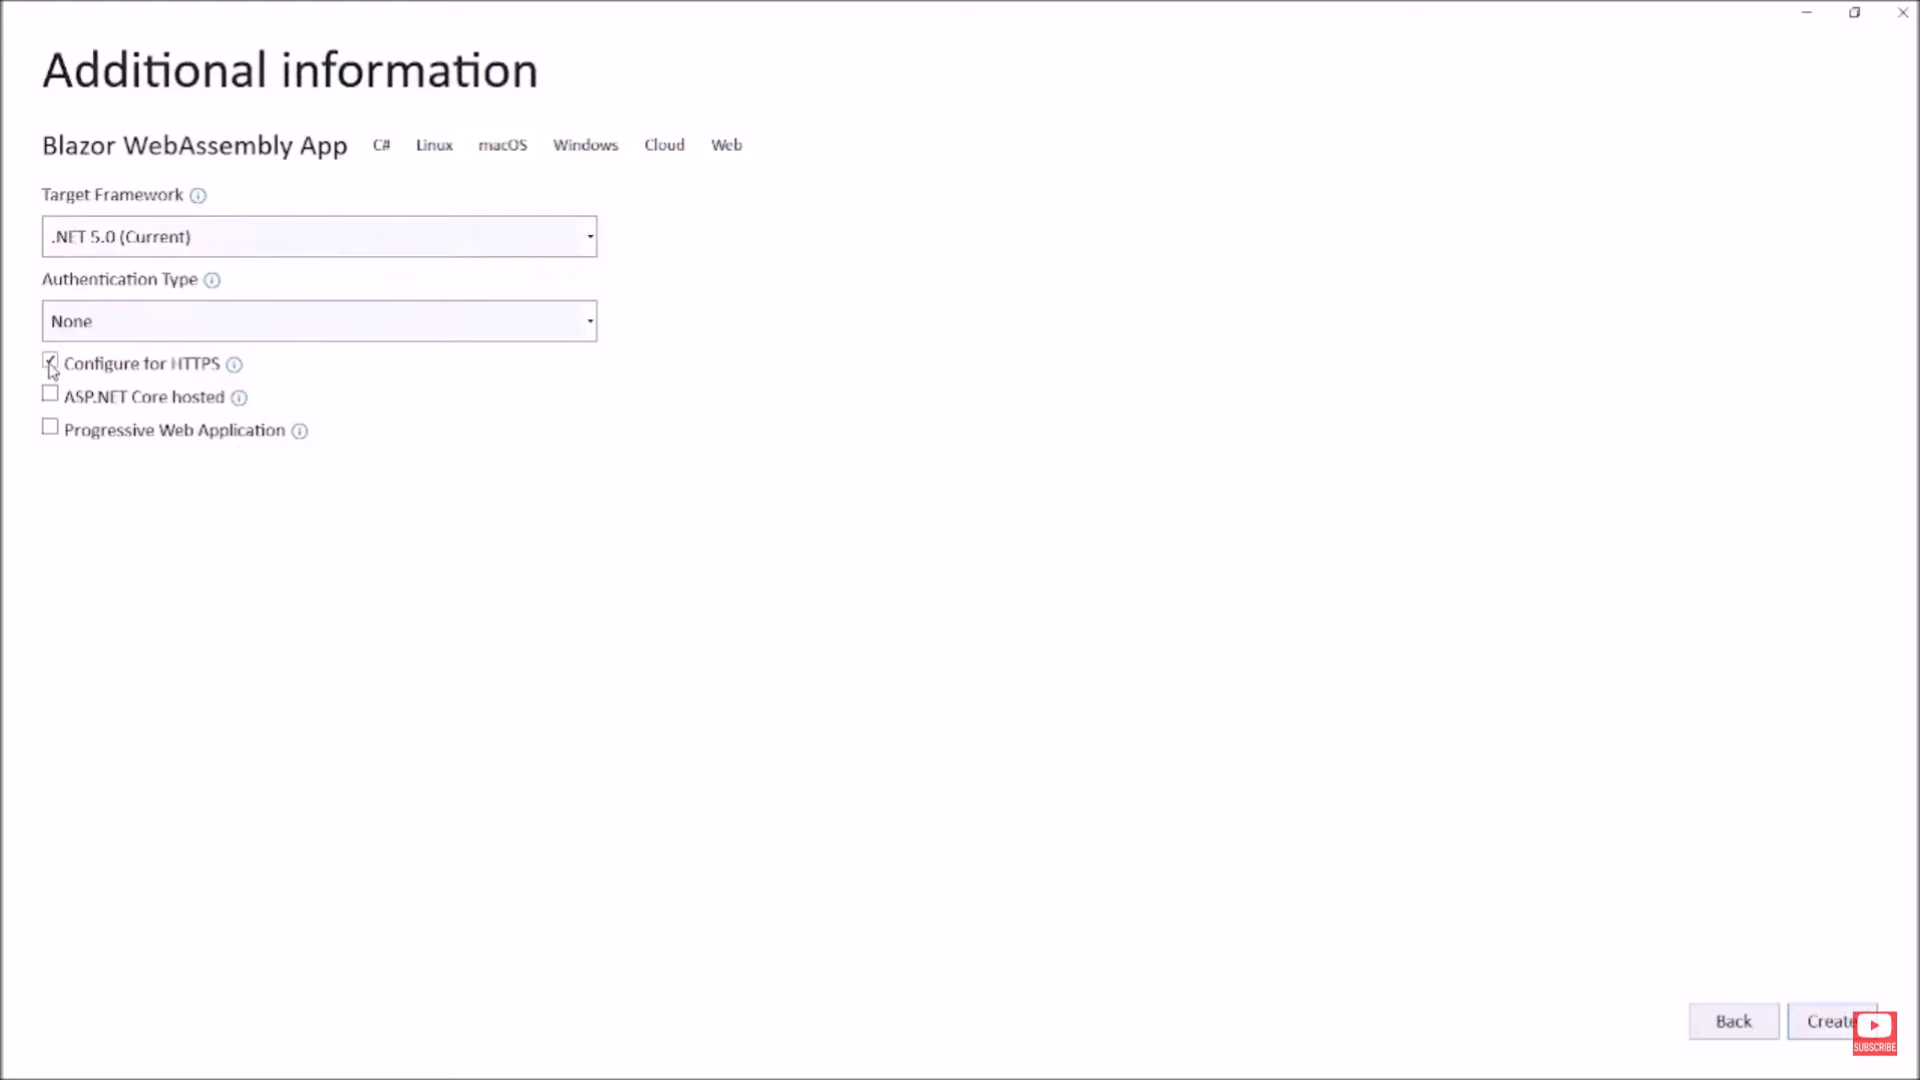 Additional information
Blazor WebAssembly App C# Linux macOS Windows Cloud Web
Target Framework
.NET 5.0 (Current)
Authentication Type
None
Configure for HTTPS
ASP.NET Core hosted
Progressive Web Application
Back Create
SUBSCRIBE